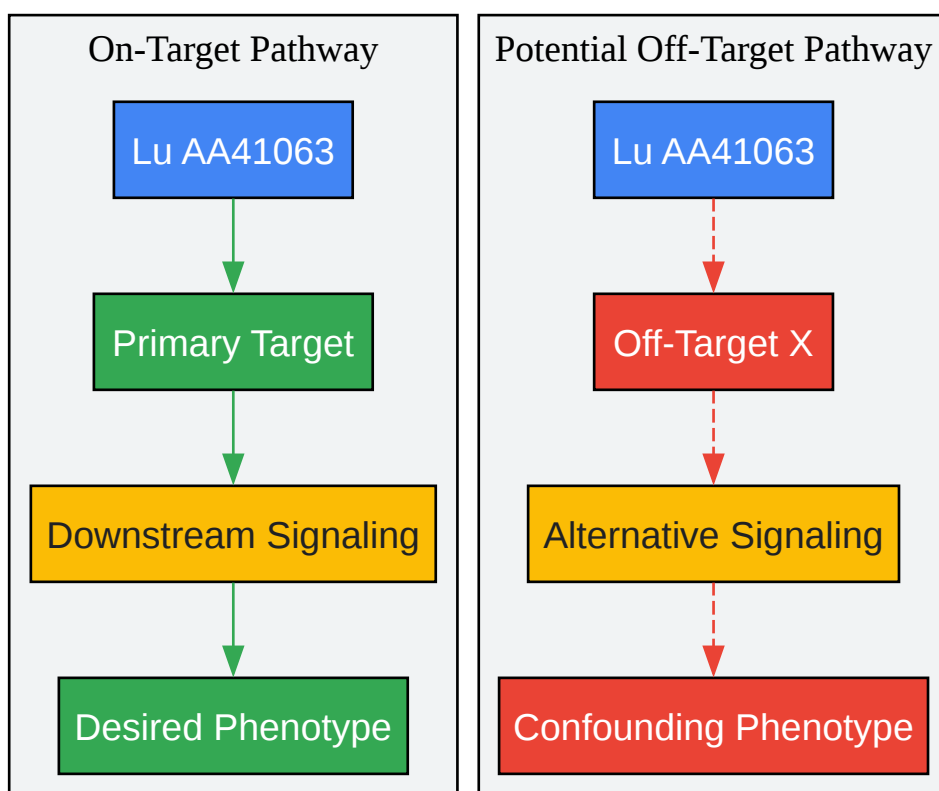 On-Target Pathway
Lu AA41063
Primary Target
Downstream Signaling
Desired Phenotype
Potential Off-Target Pathway
Lu AA41063
Off-Target X
Alternative Signaling
Confounding Phenotype